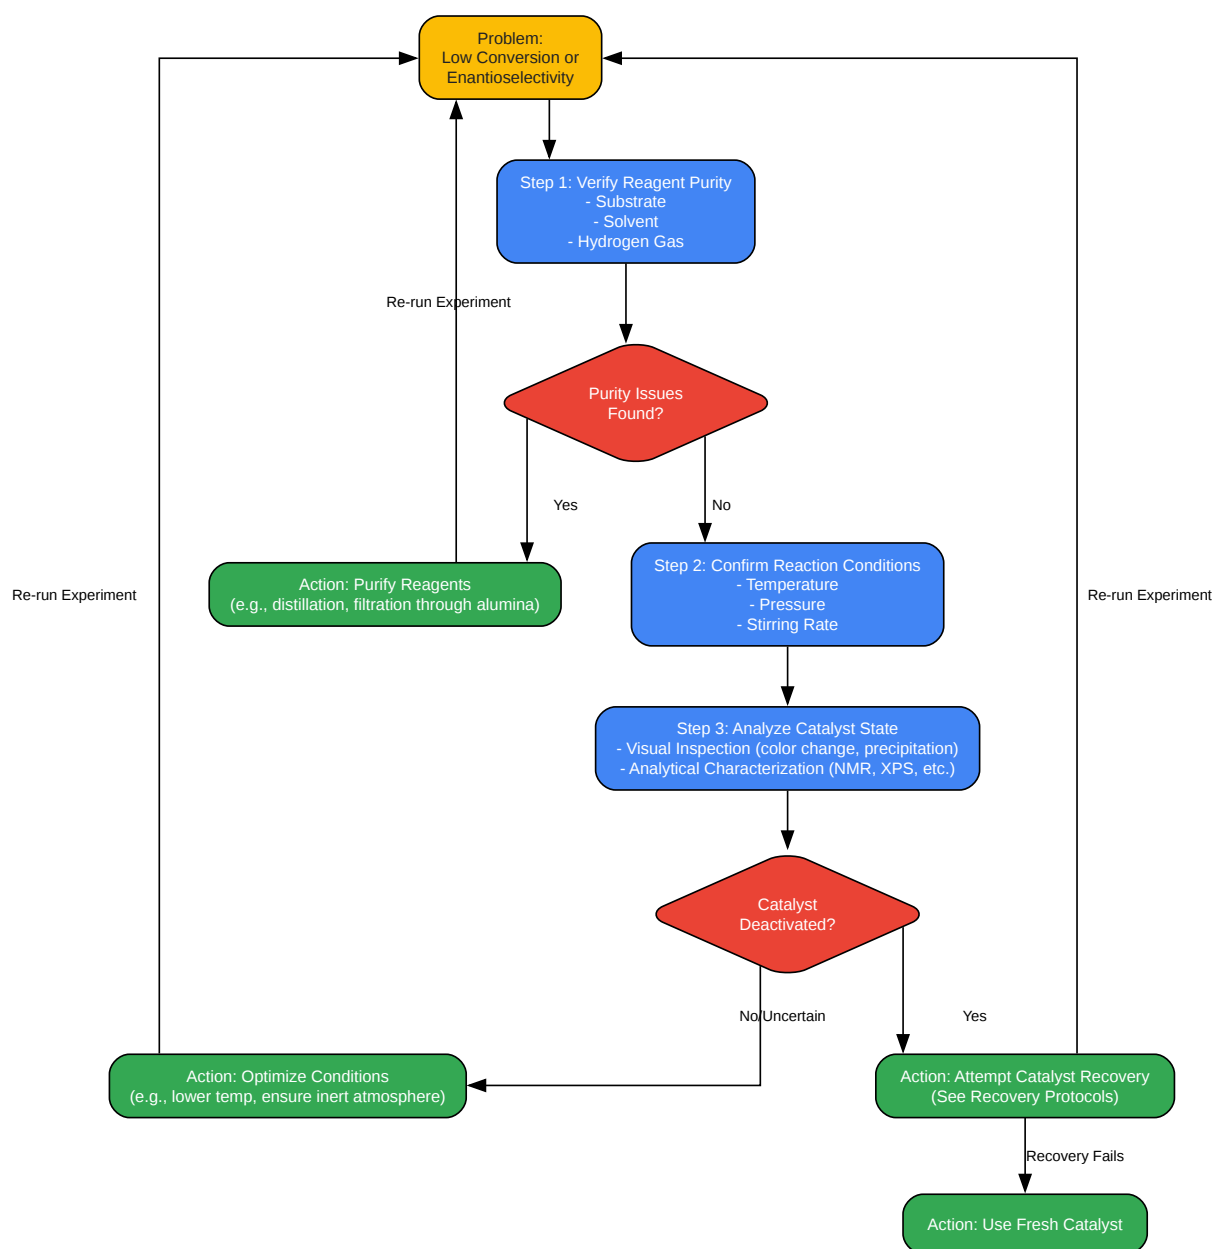 Problem:
Low Conversion or
Enantioselectivity
Step 1: Verify Reagent Purity
- Substrate
- Solvent
- Hydrogen Gas
Re-run Experiment
Purity Issues
Found?
Yes
No
Action: Purify Reagents
(e.g., distillation, filtration through alumina)
Step 2: Confirm Reaction Conditions
- Temperature
- Pressure
- Stirring Rate
Re-run Experiment
Re-run Experiment
Step 3: Analyze Catalyst State
- Visual Inspection (color change, precipitation)
- Analytical Characterization (NMR, XPS, etc.)
Catalyst
Deactivated?
No/Uncertain
Yes
Action: Optimize Conditions
(e.g., lower temp, ensure inert atmosphere)
Action: Attempt Catalyst Recovery
(See Recovery Protocols)
Recovery Fails
Action: Use Fresh Catalyst